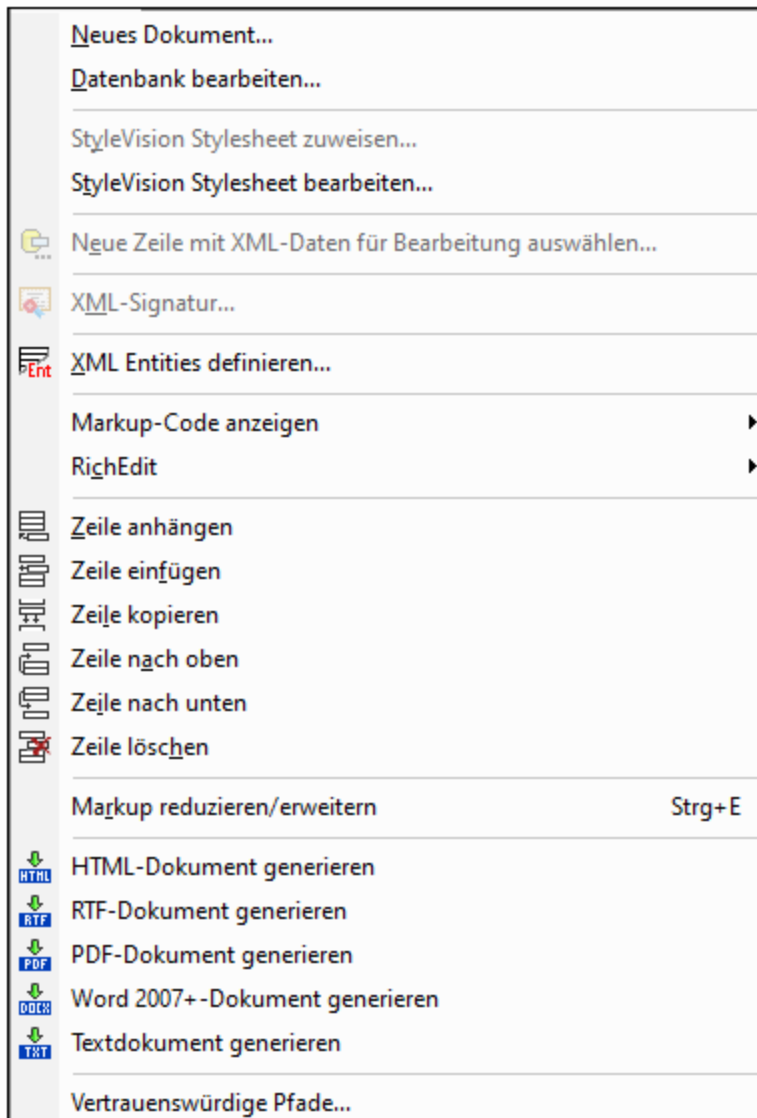 Neues Dokument...
Datenbank bearbeiten...
StyleVision Stylesheet zuweisen...
StyleVision Stylesheet bearbeiten...
Neue Zeile mit XML-Daten für Bearbeitung auswählen...
XML-Signatur...
Ent XML Entities definieren...
Markup-Code anzeigen
RichEdit
Zeile anhängen
Zeile einfügen
Zeile kopieren
Zeile nach oben
Zeile nach unten
Zeile löschen
Markup reduzieren/erweitern Strg+E
HTML HTML-Dokument generieren
RTF RTF-Dokument generieren
PDF PDF-Dokument generieren
DOCX Word 2007+-Dokument generieren
TXT Textdokument generieren
Vertrauenswürdige Pfade...